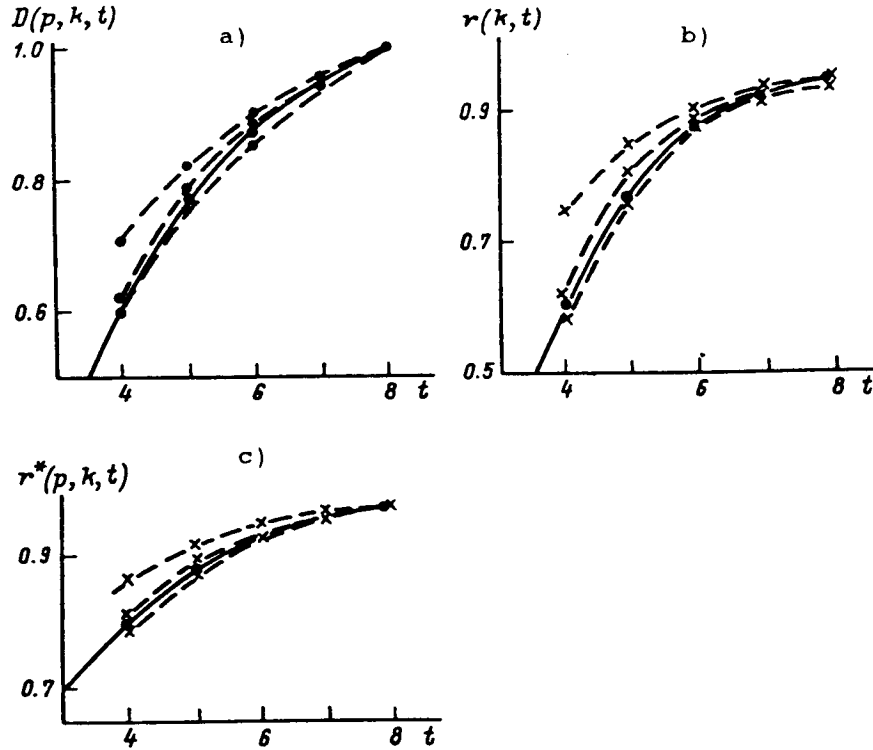 D(p, k, t)
a)
1.0
0.8
0.6
4 6 8 t
r(k, t)
b)
0.9
0.7
0.5
4 6 8 t
r*(p, k, t)
c)
0.9
0.7
4 6 8 t